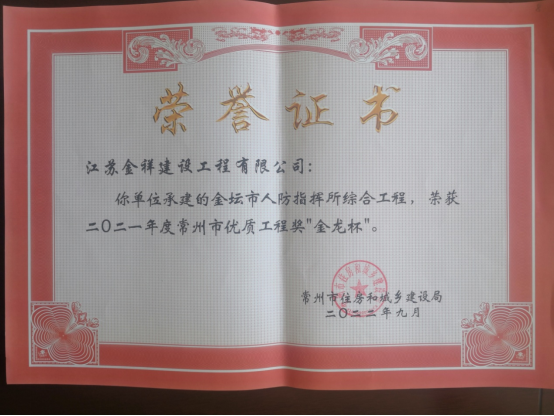 荣誉证书
江苏金祥建设工程有限公司：
你单位承建的金坛市人防指挥所综合工程，荣获
二〇二一年度常州市优质工程奖"金龙杯"。
常州市住房和城乡建设局
二〇二二年九月